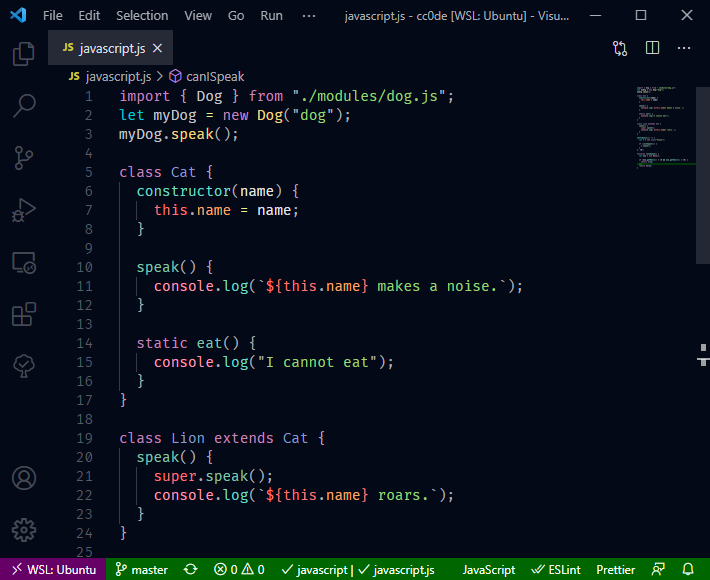 File Edit Selection View Go Run ··· javascript.js - cc0de [WSL: Ubuntu] - Visu...
JS javascript.js
JS javascript.js > canISpeak
1 import { Dog } from "./modules/dog.js";
2 let myDog = new Dog("dog");
3 myDog.speak();
4
5 class Cat {
6   constructor(name) {
7     this.name = name;
8   }
9
10   speak() {
11     console.log(`${this.name} makes a noise.`);
12   }
13
14   static eat() {
15     console.log("I cannot eat");
16   }
17 }
18
19 class Lion extends Cat {
20   speak() {
21     super.speak();
22     console.log(`${this.name} roars.`);
23   }
24 }
25
WSL: Ubuntu master 0 0 javascript | javascript.js JavaScript ESLint Prettier